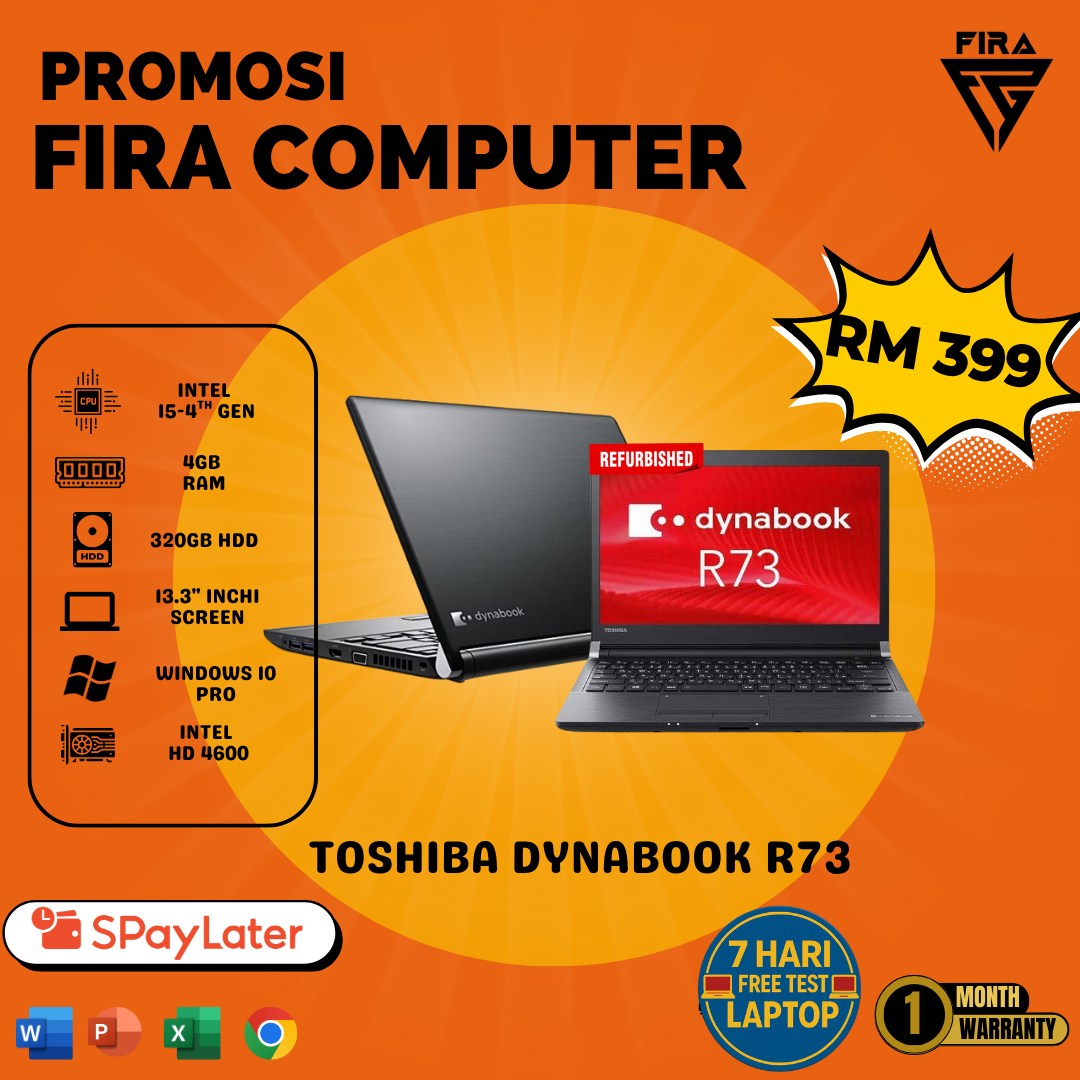 PROMOSI
FIRA COMPUTER
FIRA
RM 399
CPU
INTEL
I5-4TH GEN
4GB
RAM
HDD
320GB HDD
13.3" INCHI
SCREEN
WINDOWS 10
PRO
INTEL
HD 4600
dynabook
REFURBISHED
dynabook
R73
TOSHIBA
TOSHIBA DYNABOOK R73
SPayLater
W
P
X
7 HARI
FREE TEST
LAPTOP
1
MONTH
WARRANTY